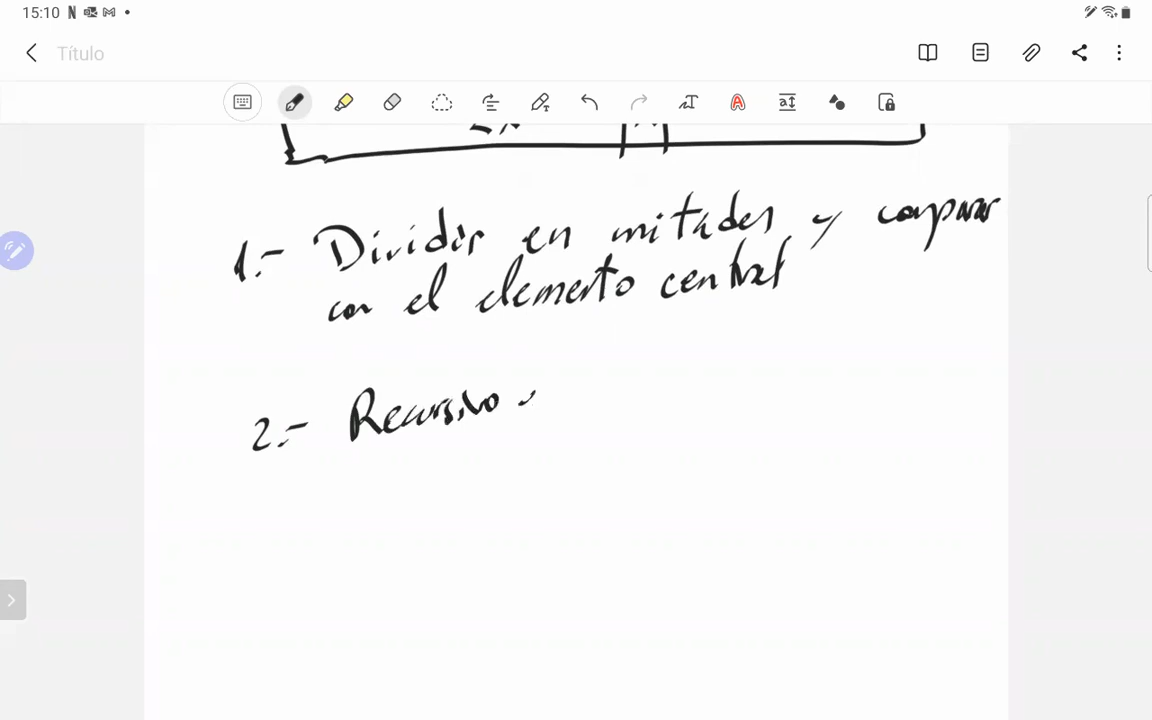 15:10
Título
1.- Dividir en mitades y comparar
con el elemento central
2.- Recursivo